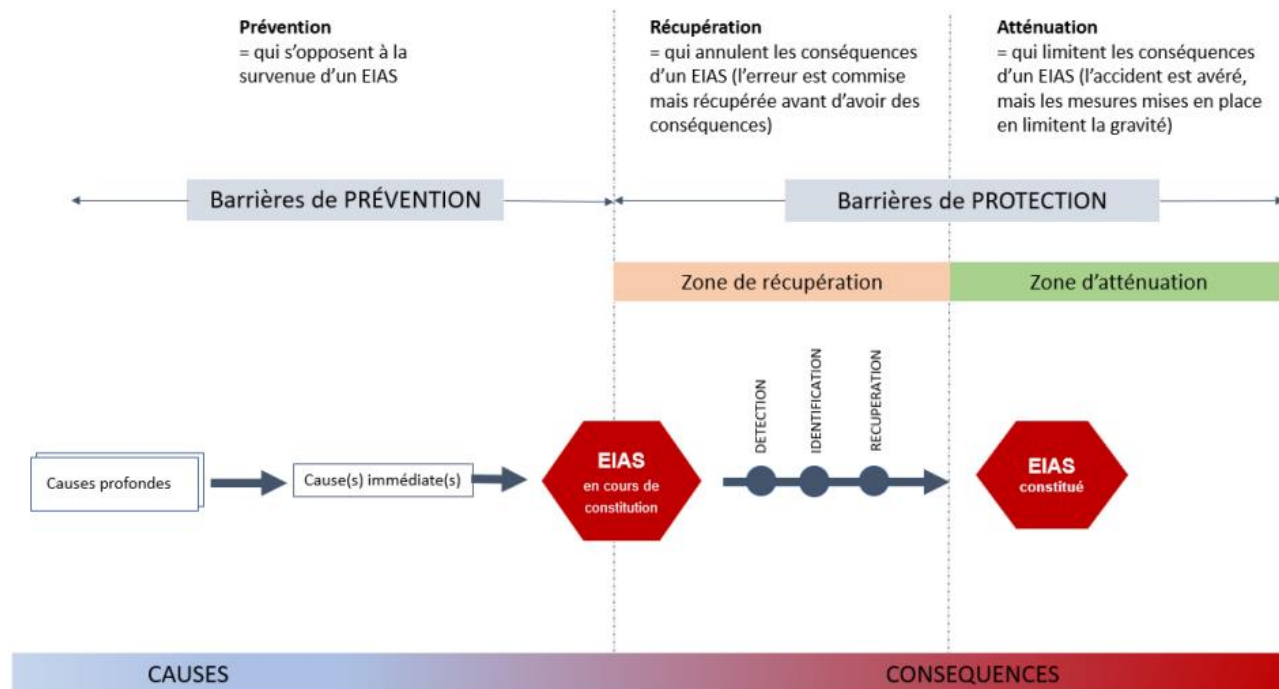 Prévention
= qui s’opposent à la
survenue d’un EIAS
Récupération
= qui annulent les conséquences
d’un EIAS (l’erreur est commise
mais récupérée avant d’avoir des
conséquences)
Atténuation
= qui limitent les conséquences
d’un EIAS (l’accident est avéré,
mais les mesures mises en place
en limitent la gravité)
Barrières de PRÉVENTION
Barrières de PROTECTION
Zone de récupération
Zone d’atténuation
Causes profondes
Cause(s) immédiate(s)
EIAS
en cours de
constitution
DETECTION
IDENTIFICATION
RECUPERATION
EIAS
constitué
CAUSES
CONSEQUENCES